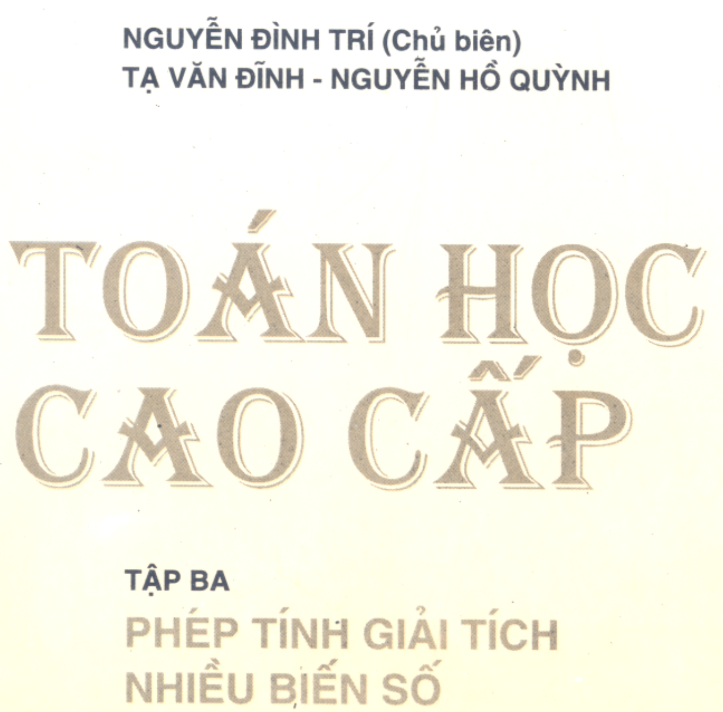 NGUYỄN ĐÌNH TRÍ (Chủ biên)
TẠ VĂN ĐĨNH - NGUYỄN HỒ QUỲNH
TOÁN HỌC
CAO CẤP
TẬP BA
PHÉP TÍNH GIẢI TÍCH
NHIỀU BIẾN SỐ